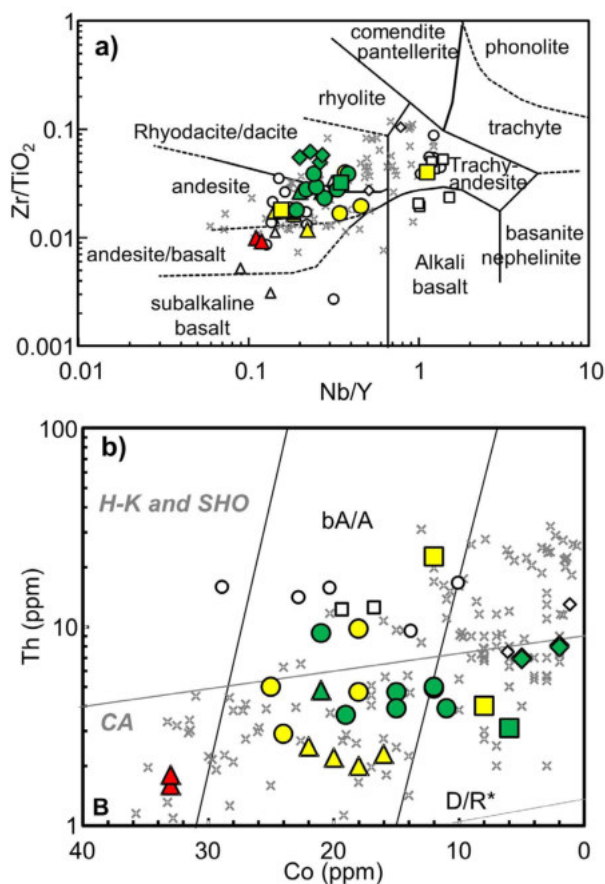 a)
1
comendite
pantellerite
phonolite
rhyolite
0.1
Rhyodacite/dacite
trachyte
Zr/TiO2
andesite
Trachy-
andesite
0.01
andesite/basalt
basanite
nephelinite
Alkali
basalt
subalkaline
basalt
0.001
0.01
0.1
1
10
Nb/Y
b)
100
H-K and SHO
bA/A
Th (ppm)
10
CA
B
D/R*
1
40
30
20
10
0
Co (ppm)